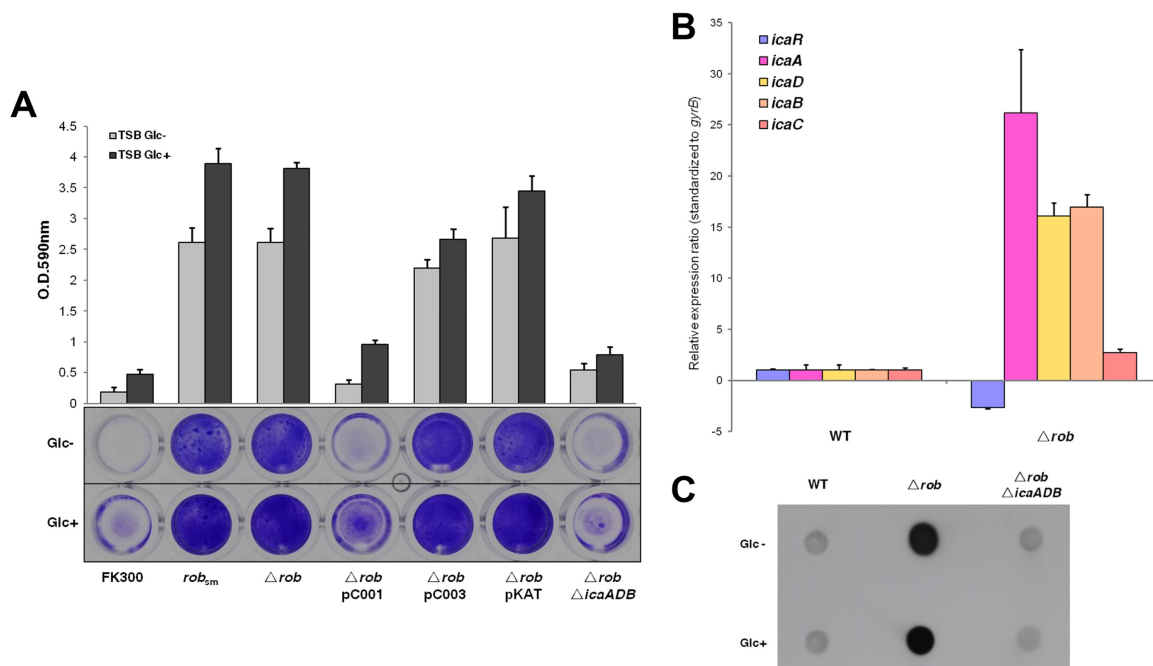 A
4.5
4
3.5
3
2.5
2
1.5
1
0.5
0
O.D.590nm
TSB Glc-
TSB Glc+
Glc-
Glc+
FK300
rob sm
△rob
△rob
pC001
△rob
pC003
△rob
pKAT
△rob
△icaADB
B
35
30
25
20
15
10
5
0
-5
Relative expression ratio (standardized to gyrB)
icaR
icaA
icaD
icaB
icaC
WT
△rob
C
WT
△rob
△rob
△icaADB
Glc -
Glc+